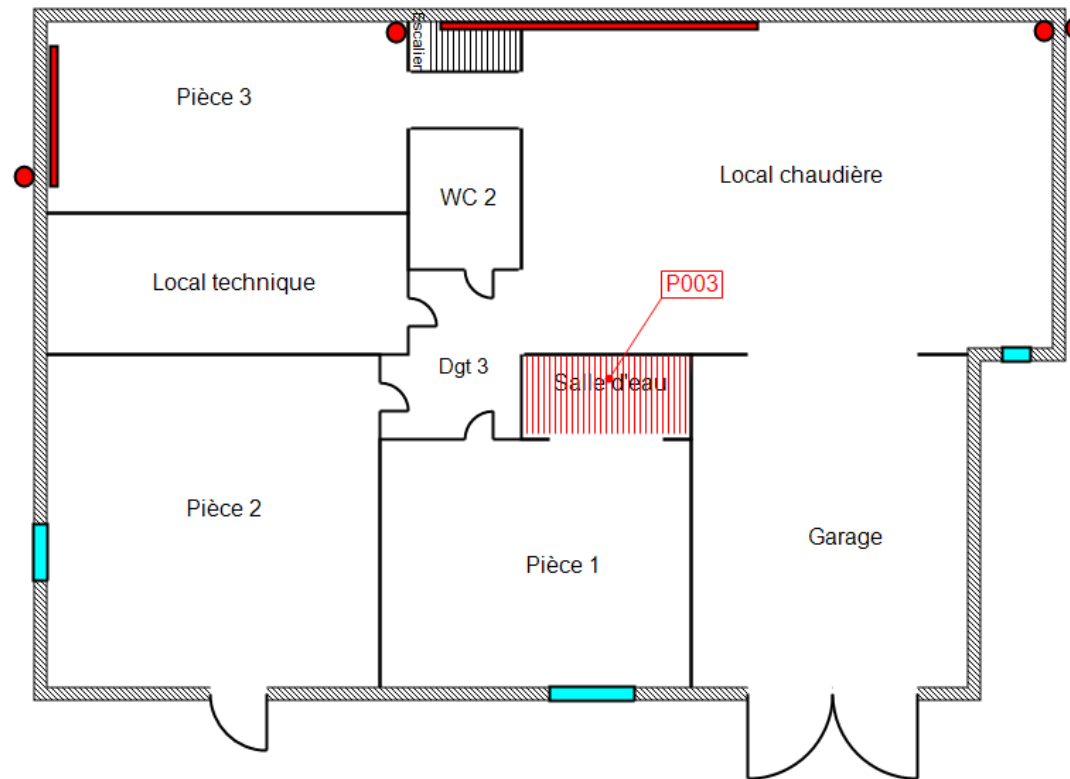 Escalier
Pièce 3
Local chaudière
WC 2
Local technique
P003
Dgt 3
Salle d'eau
Pièce 2
Garage
Pièce 1